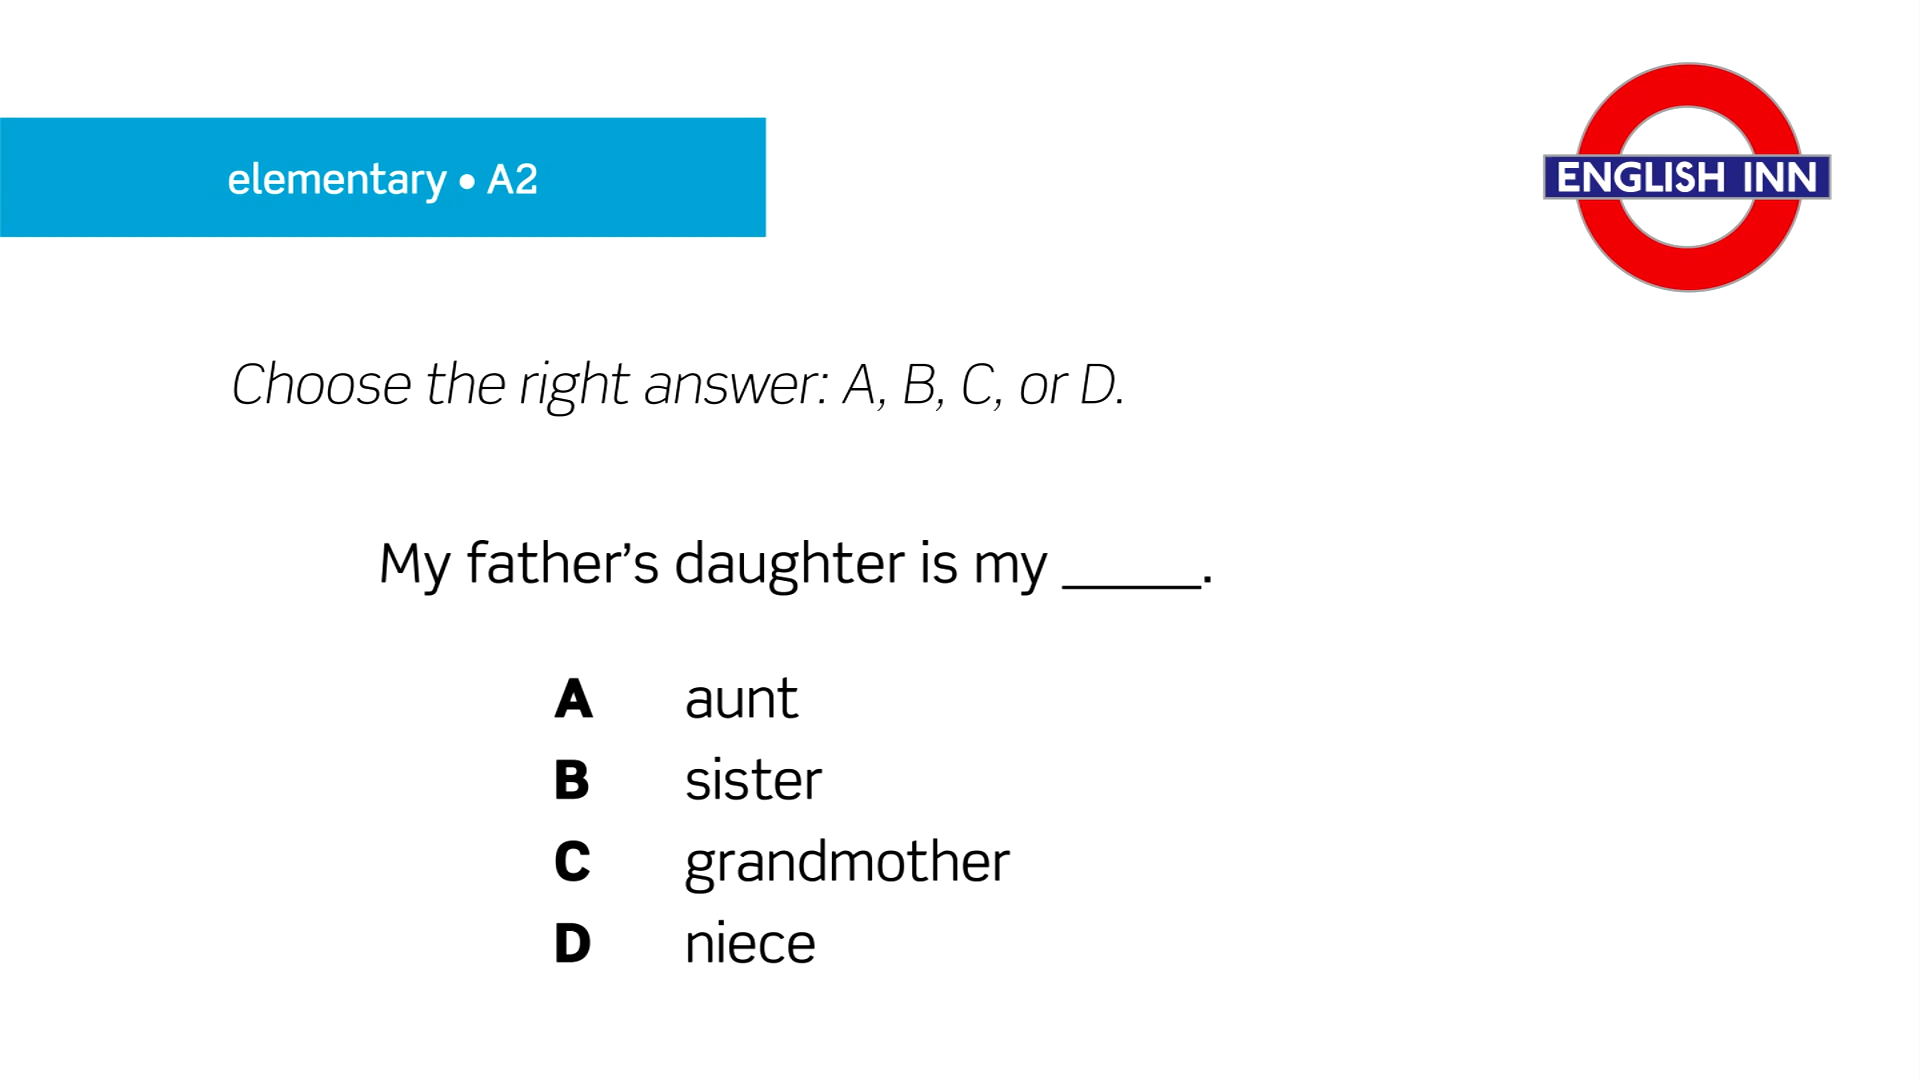 elementary • A2
ENGLISH INN
Choose the right answer: A, B, C, or D.
My father’s daughter is my _____.
A aunt
B sister
C grandmother
D niece